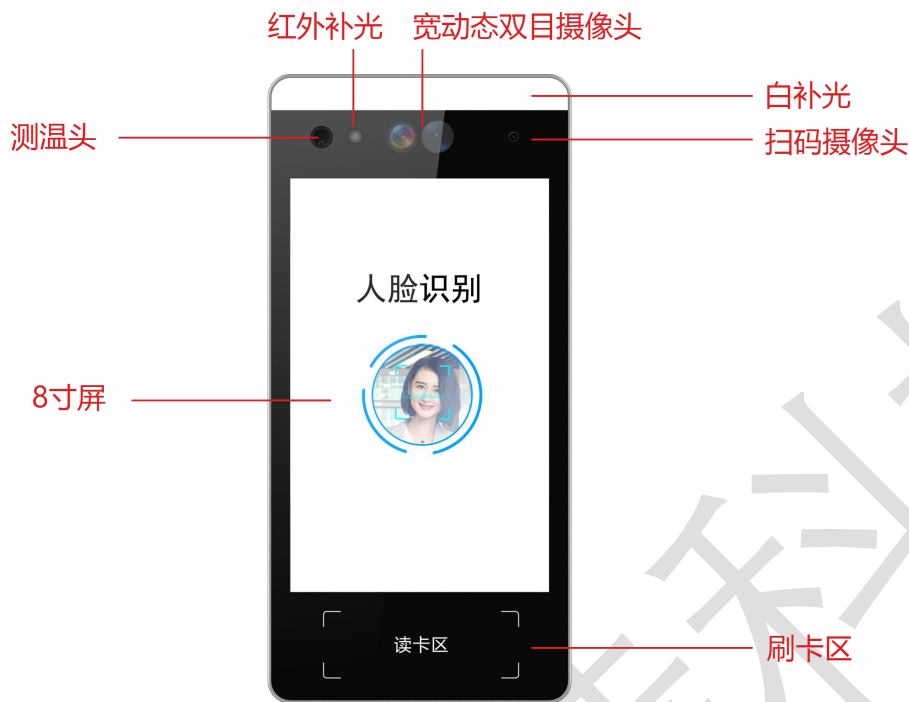 红外补光
宽动态双目摄像头
白补光
测温头
扫码摄像头
人脸识别
8寸屏
读卡区
刷卡区
科